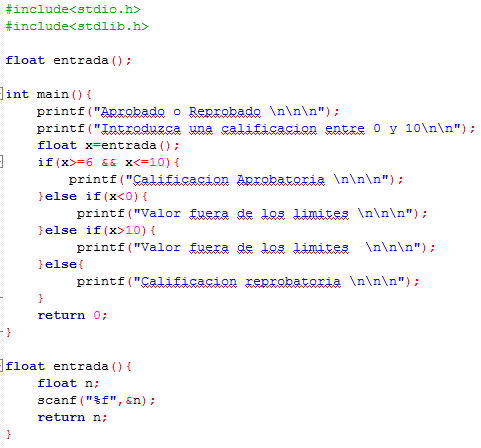 #include<stdio.h>
#include<stdlib.h>
float entrada();
int main(){
printf("Aprobado o Reprobado \n\n\n");
printf("Introduzca una calificacion entre 0 y 10\n\n");
float x=entrada();
if(x>=6 && x<=10){
printf("Calificacion Aprobatoria \n\n\n");
}else if(x<0){
printf("Valor fuera de los limites \n\n\n");
}else if(x>10){
printf("Valor fuera de los limites  \n\n\n");
}else{
printf("Calificacion reprobatoria \n\n\n");
}
return 0;
}
float entrada(){
float n;
scanf("%f",&n);
return n;
}